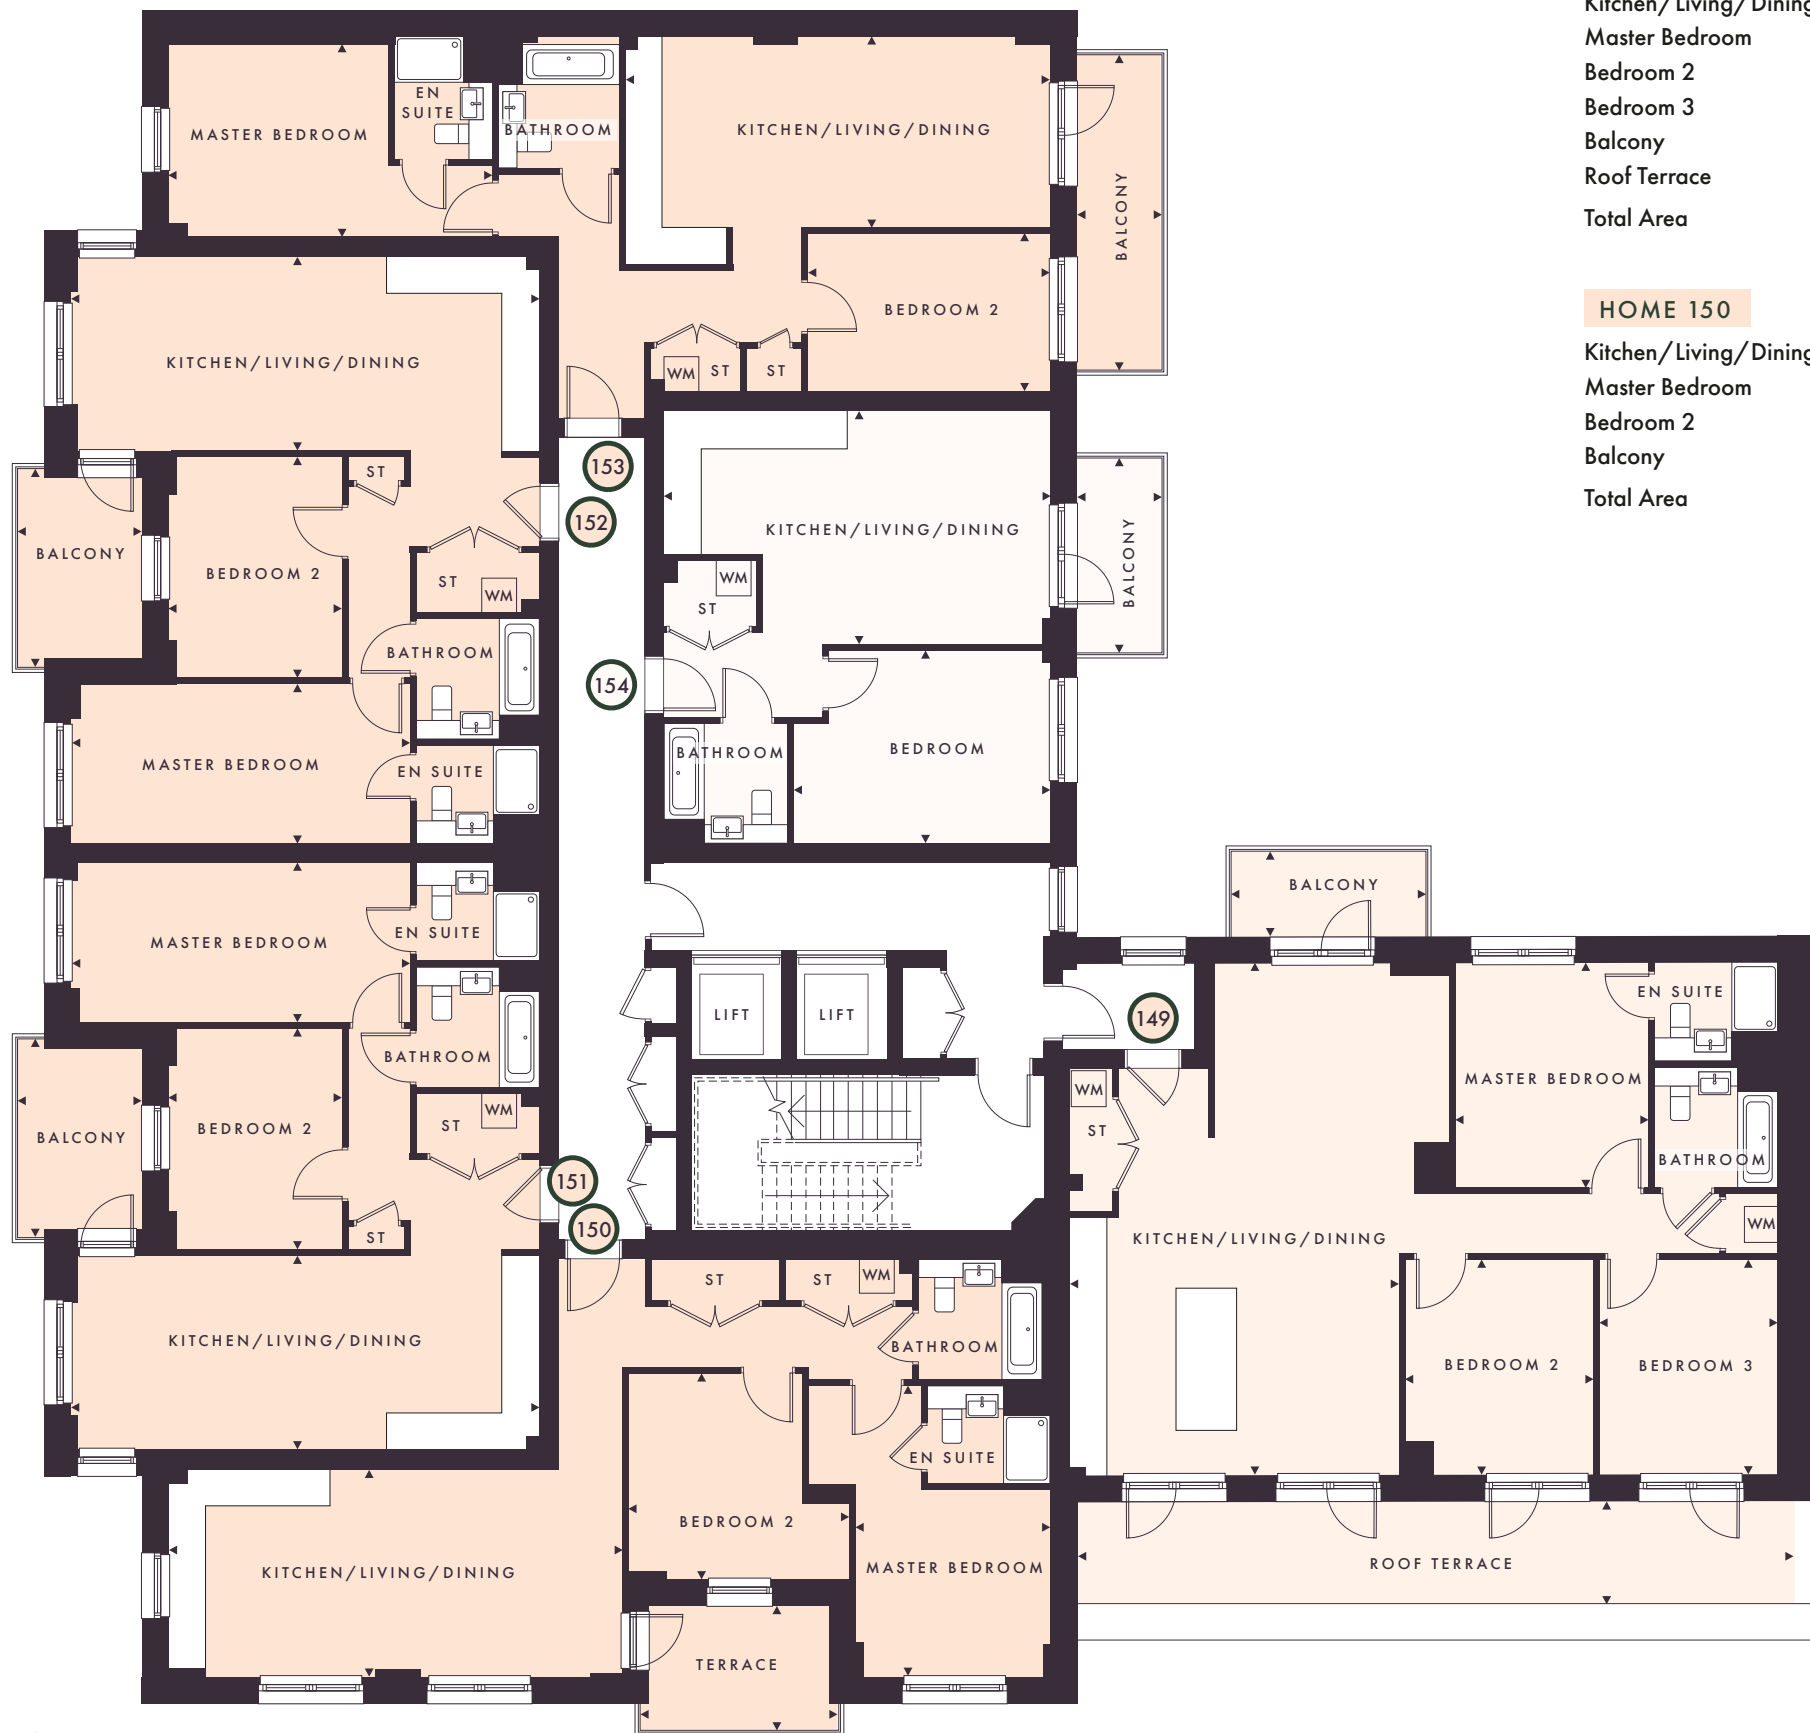 Kitchen/Living/Dining
Master Bedroom
Bedroom 2
Bedroom 3
Balcony
Roof Terrace
Total Area
HOME 150
Kitchen/Living/Dining
Master Bedroom
Bedroom 2
Balcony
Total Area
MASTER BEDROOM
EN
SUITE
BATHROOM
KITCHEN/LIVING/DINING
BALCONY
BEDROOM 2
WM
ST
ST
KITCHEN/LIVING/DINING
153
152
ST
BALCONY
BEDROOM 2
ST
WM
BATHROOM
MASTER BEDROOM
EN SUITE
KITCHEN/LIVING/DINING
BALCONY
WM
ST
154
BATHROOM
BEDROOM
MASTER BEDROOM
EN SUITE
BATHROOM
BALCONY
BEDROOM 2
ST
WM
ST
151
150
KITCHEN/LIVING/DINING
LIFT
LIFT
149
BALCONY
EN SUITE
MASTER BEDROOM
BATHROOM
WM
WM
ST
KITCHEN/LIVING/DINING
BEDROOM 2
BEDROOM 3
ROOF TERRACE
ST
ST
WM
BATHROOM
EN SUITE
BEDROOM 2
MASTER BEDROOM
KITCHEN/LIVING/DINING
TERRACE